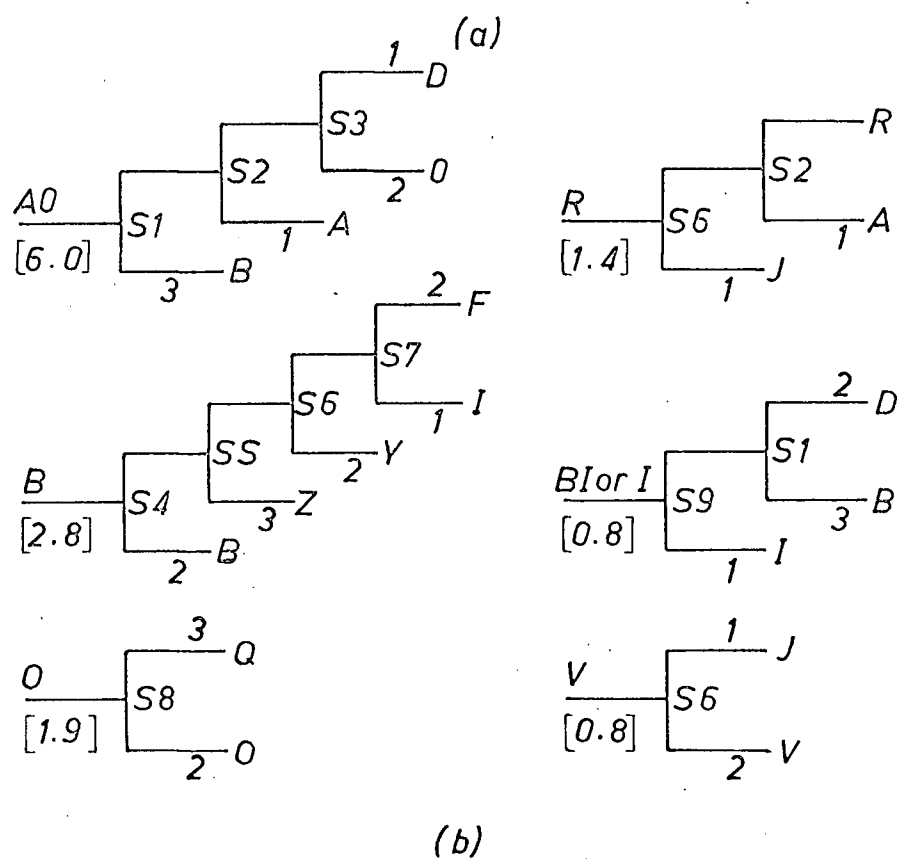 (a)
1 D
S3
2 O
S2
1 A
A0
S1
[6.0]
3 B
R
S2
1 A
R
S6
[1.4]
1 J
2 F
S7
1 I
S6
2 Y
SS
3 Z
B
S4
[2.8]
2 B
2 D
S1
3 B
BI or I
S9
[0.8]
1 I
3 Q
O
S8
[1.9]
2 O
1 J
V
S6
[0.8]
2 V
(b)